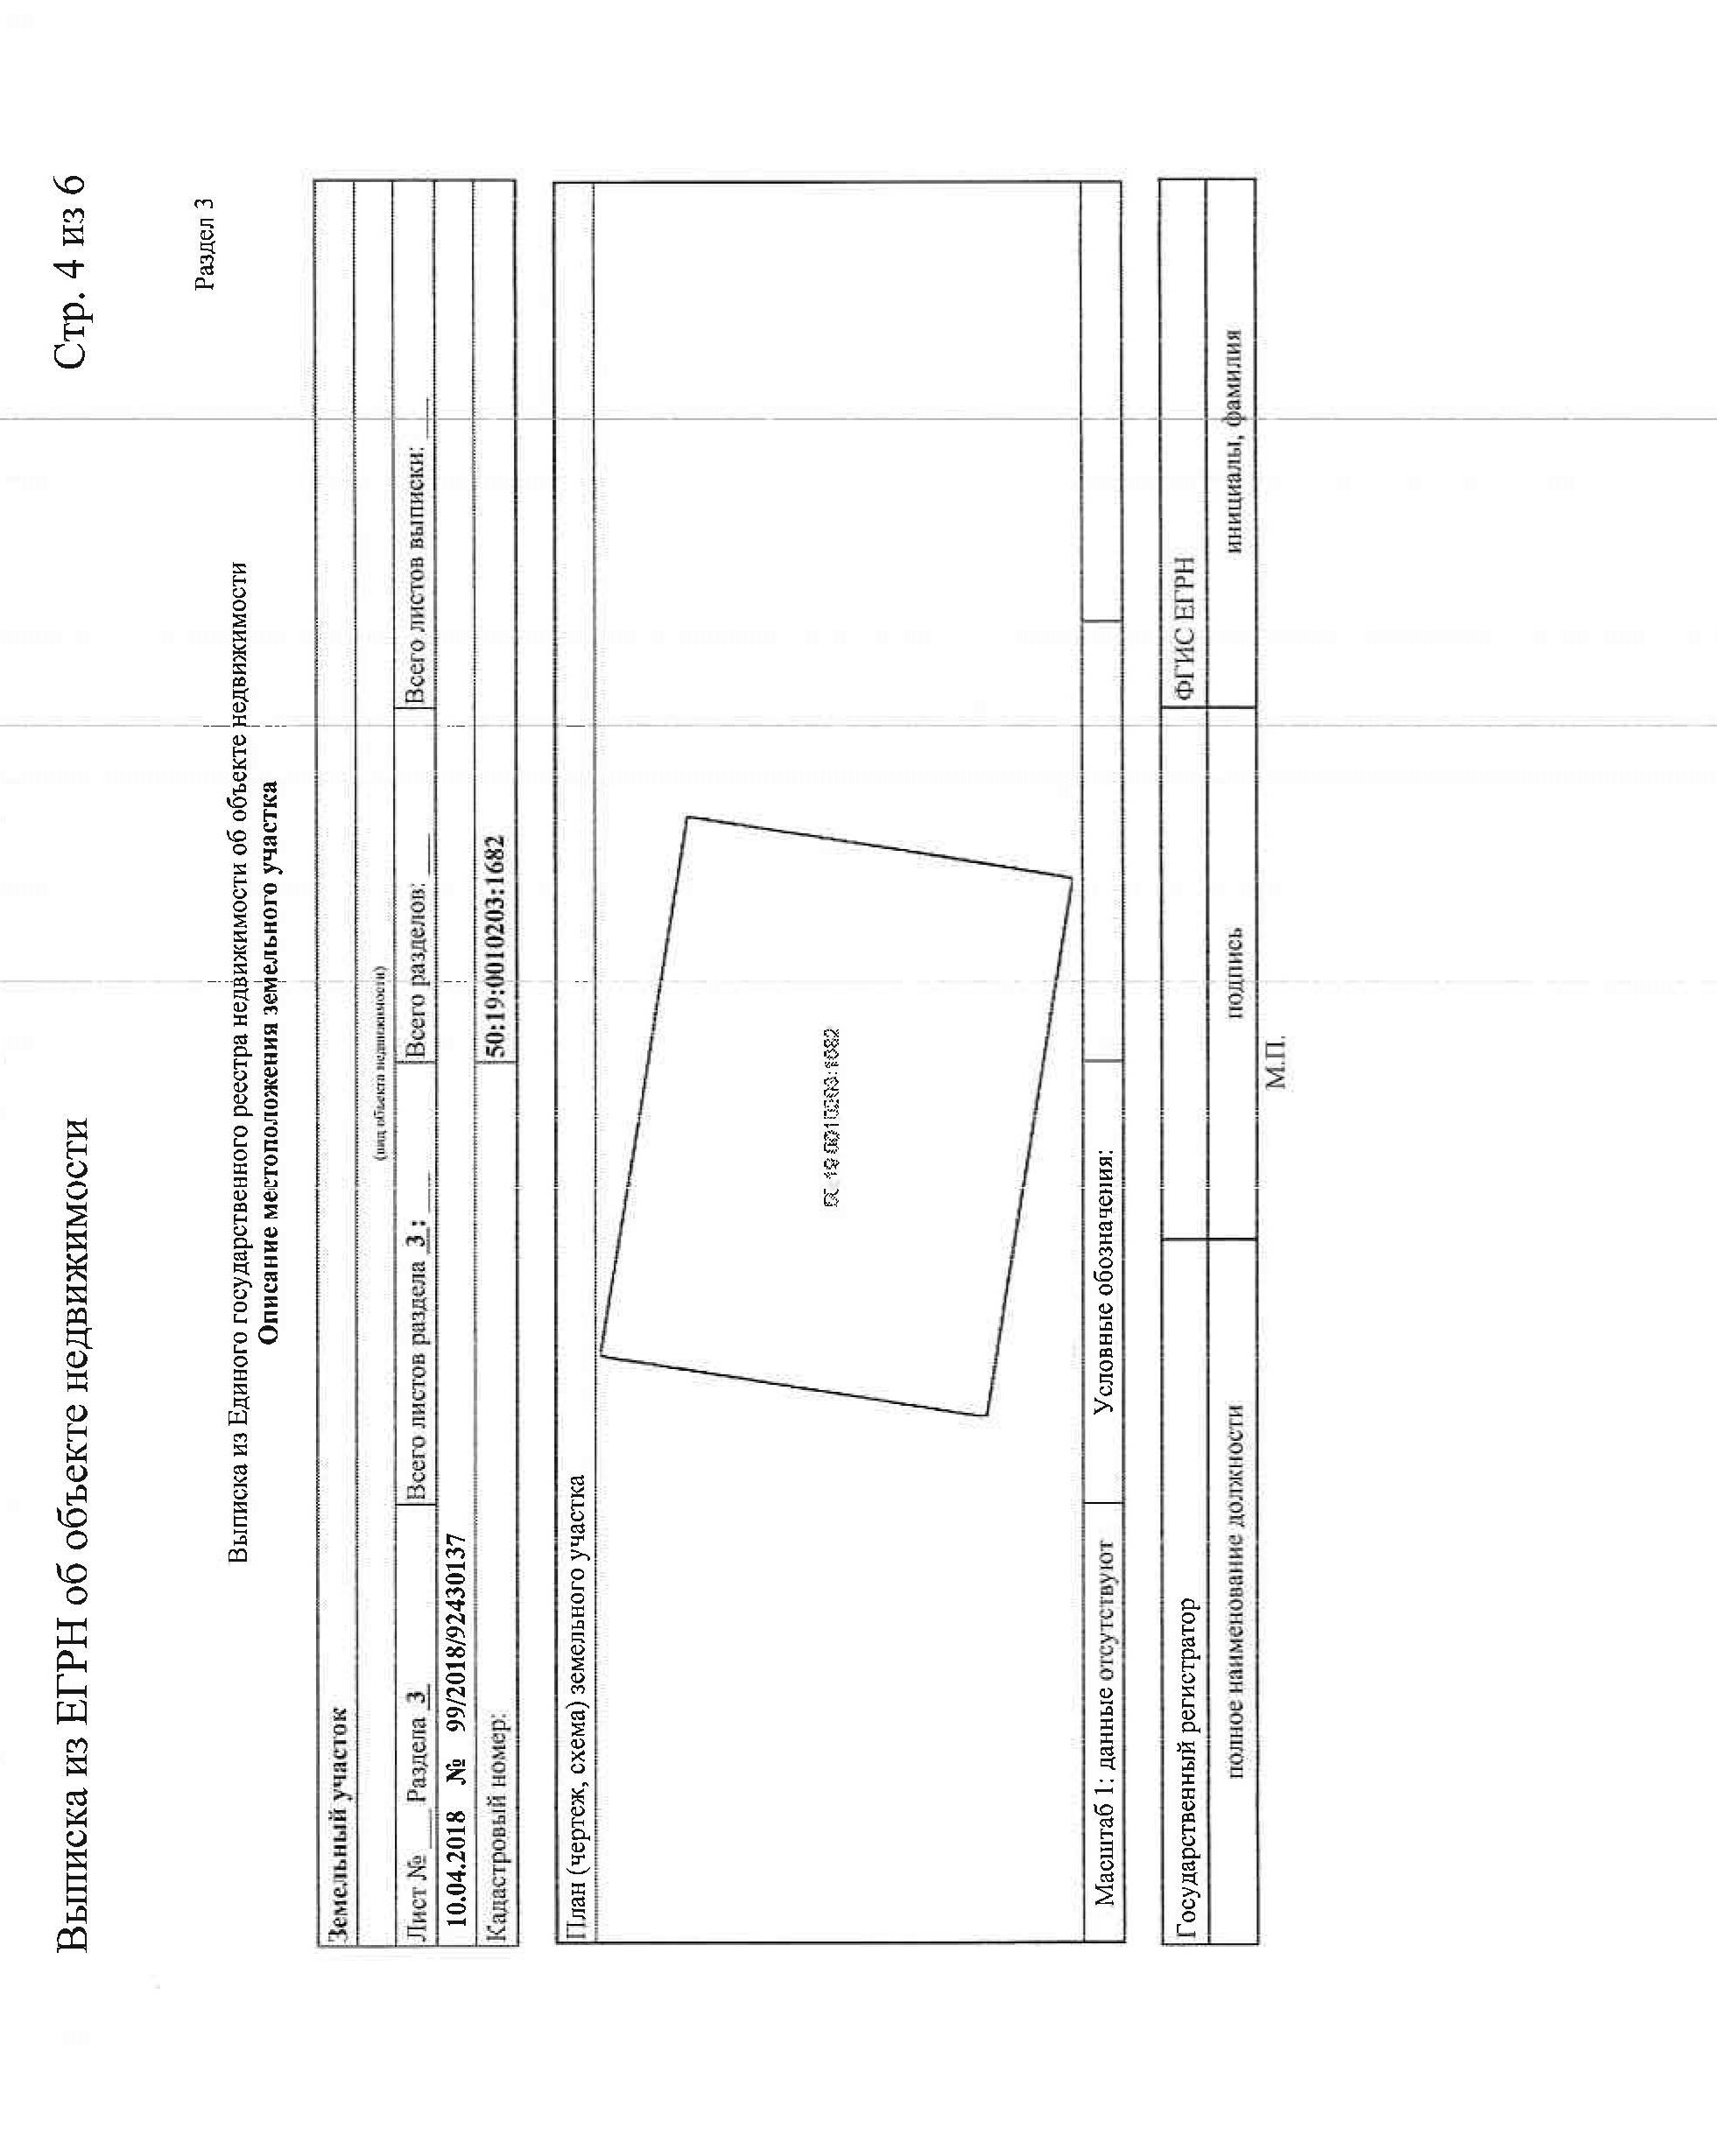 Выписка из ЕГРН об объекте недвижимости Стр. 4 из 6
Раздел 3
Выписка из Единого государственного реестра недвижимости об объекте недвижимости
Описание местоположения земельного участка
Земельный участок
(вид объекта недвижимости)
Лист № ___ Раздела 3 Всего листов раздела 3 : ___ Всего разделов: ___ Всего листов выписки: ___
10.04.2018 № 99/2018/92430137
Кадастровый номер: 50:19:0010203:1682
План (чертеж, схема) земельного участка
50:19:0010203:1682
Масштаб 1: данные отсутствуют Условные обозначения:
Государственный регистратор ФГИС ЕГРН
полное наименование должности подпись инициалы, фамилия
М.П.